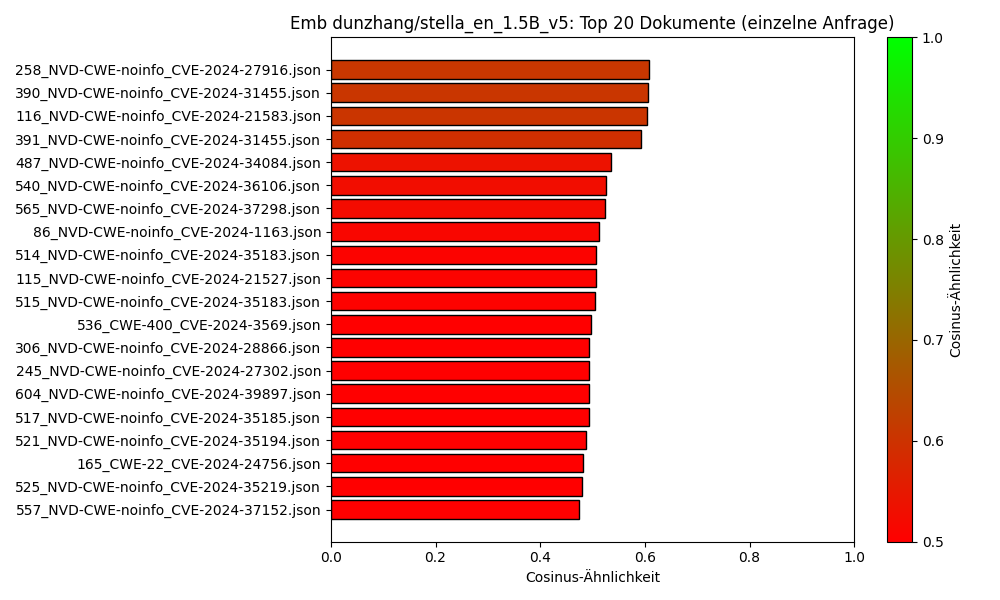 Emb dunzhang/stella_en_1.5B_v5: Top 20 Dokumente (einzelne Anfrage)
258_NVD-CWE-noinfo_CVE-2024-27916.json
390_NVD-CWE-noinfo_CVE-2024-31455.json
116_NVD-CWE-noinfo_CVE-2024-21583.json
391_NVD-CWE-noinfo_CVE-2024-31455.json
487_NVD-CWE-noinfo_CVE-2024-34084.json
540_NVD-CWE-noinfo_CVE-2024-36106.json
565_NVD-CWE-noinfo_CVE-2024-37298.json
86_NVD-CWE-noinfo_CVE-2024-1163.json
514_NVD-CWE-noinfo_CVE-2024-35183.json
115_NVD-CWE-noinfo_CVE-2024-21527.json
515_NVD-CWE-noinfo_CVE-2024-35183.json
536_CWE-400_CVE-2024-3569.json
306_NVD-CWE-noinfo_CVE-2024-28866.json
245_NVD-CWE-noinfo_CVE-2024-27302.json
604_NVD-CWE-noinfo_CVE-2024-39897.json
517_NVD-CWE-noinfo_CVE-2024-35185.json
521_NVD-CWE-noinfo_CVE-2024-35194.json
165_CWE-22_CVE-2024-24756.json
525_NVD-CWE-noinfo_CVE-2024-35219.json
557_NVD-CWE-noinfo_CVE-2024-37152.json
0.0 0.2 0.4 0.6 0.8 1.0
Cosinus-Ähnlichkeit
1.0
0.9
0.8
0.7
0.6
0.5
Cosinus-Ähnlichkeit